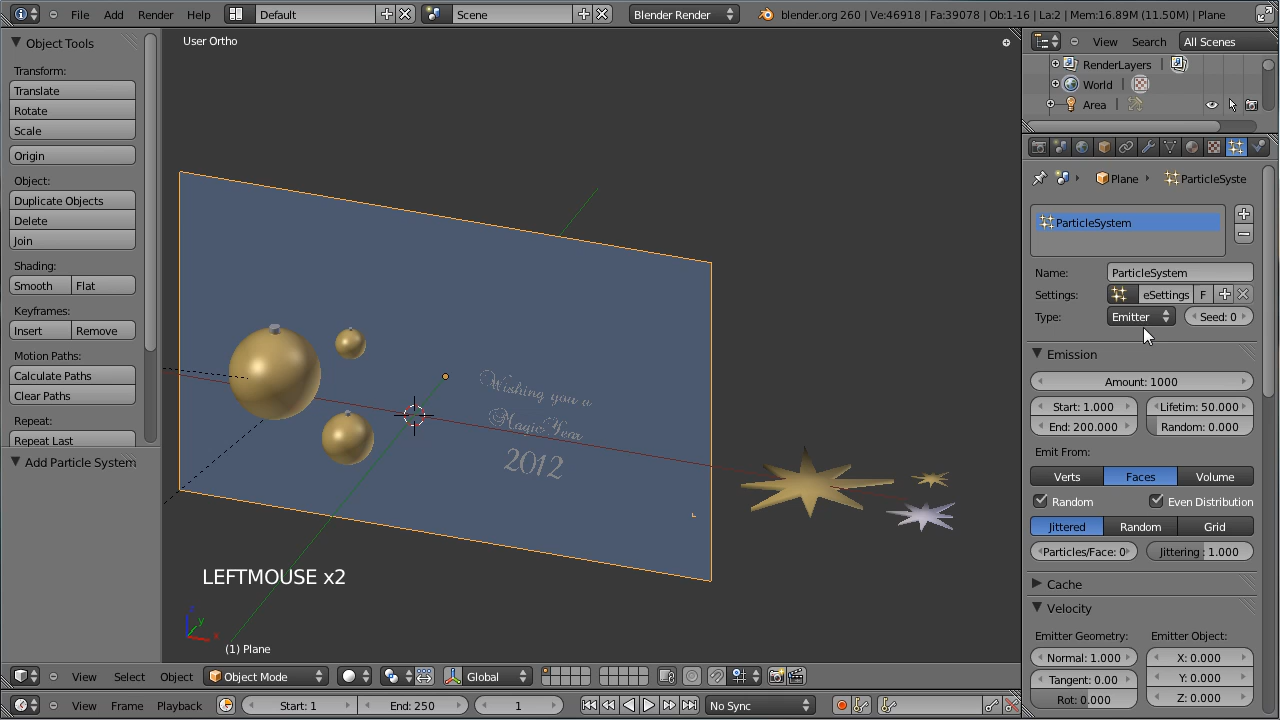 File Add Render Help Default Scene Blender Render blender.org 260 | Ve:46918 | Fa:39078 | Ob:1-16 | La:2 | Mem:16.89M (11.50M) | Plane
Object Tools
Transform:
Translate
Rotate
Scale
Origin
Object:
Duplicate Objects
Delete
Join
Shading:
Smooth Flat
Keyframes:
Insert Remove
Motion Paths:
Calculate Paths
Clear Paths
Repeat:
Repeat Last
Add Particle System
User Ortho
Wishing you a
Magic Year
2012
LEFTMOUSE x2
z
y
x
(1) Plane
View Select Object Object Mode Global
View Frame Playback Start: 1 End: 250 1 No Sync
View Search All Scenes
RenderLayers |
World |
Area |
Plane ParticleSyste
ParticleSystem
Name: ParticleSystem
Settings: eSettings F
Type: Emitter Seed: 0
Emission
Amount: 1000
Start: 1.000 Lifetim: 50.000
End: 200.000 Random: 0.000
Emit From:
Verts Faces Volume
Random Even Distribution
Jittered Random Grid
Particles/Face: 0 Jittering: 1.000
Cache
Velocity
Emitter Geometry: Emitter Object:
Normal: 1.000 X: 0.000
Tangent: 0.00 Y: 0.000
Rot: 0.000 Z: 0.000